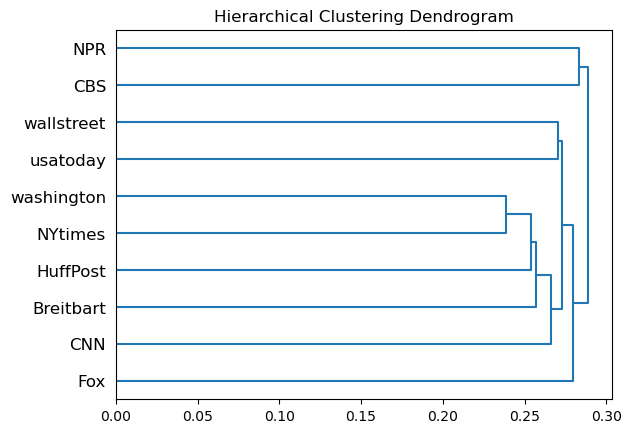 Hierarchical Clustering Dendrogram
NPR
CBS
wallstreet
usatoday
washington
NYtimes
HuffPost
Breitbart
CNN
Fox
0.00 0.05 0.10 0.15 0.20 0.25 0.30